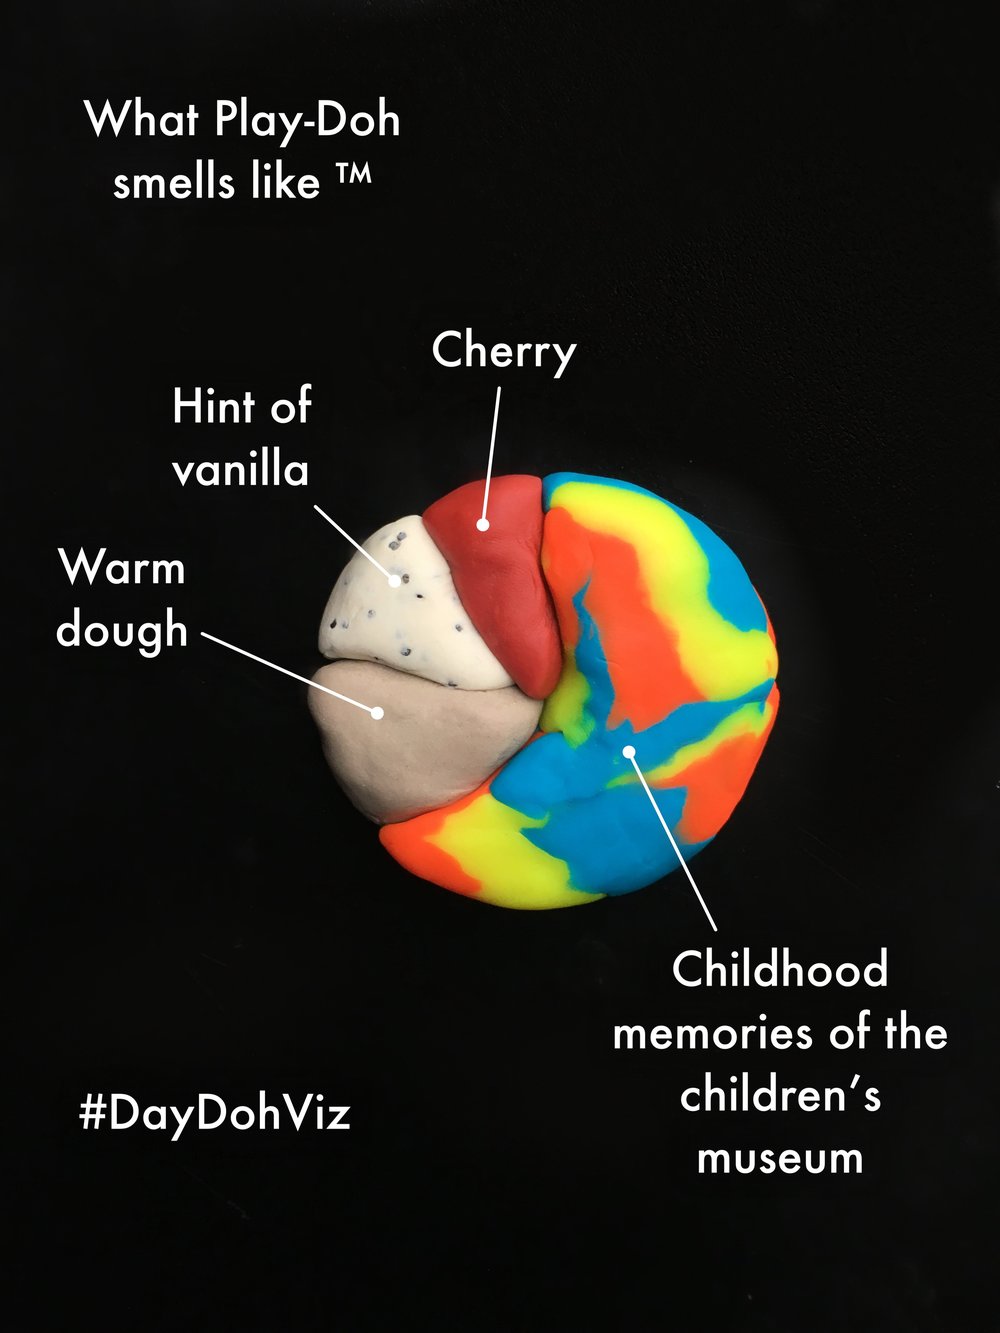 What Play-Doh
smells like ™
Cherry
Hint of
vanilla
Warm
dough
Childhood
memories of the
children's
museum
#DayDohViz